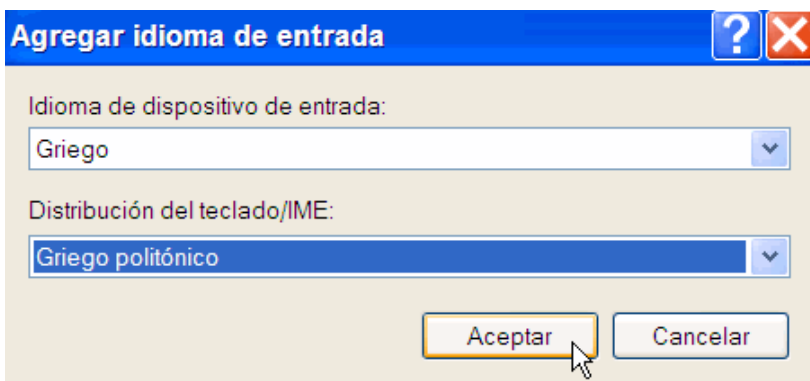 Agregar idioma de entrada
Idioma de dispositivo de entrada:
Griego
Distribución del teclado/IME:
Griego politónico
Aceptar Cancelar